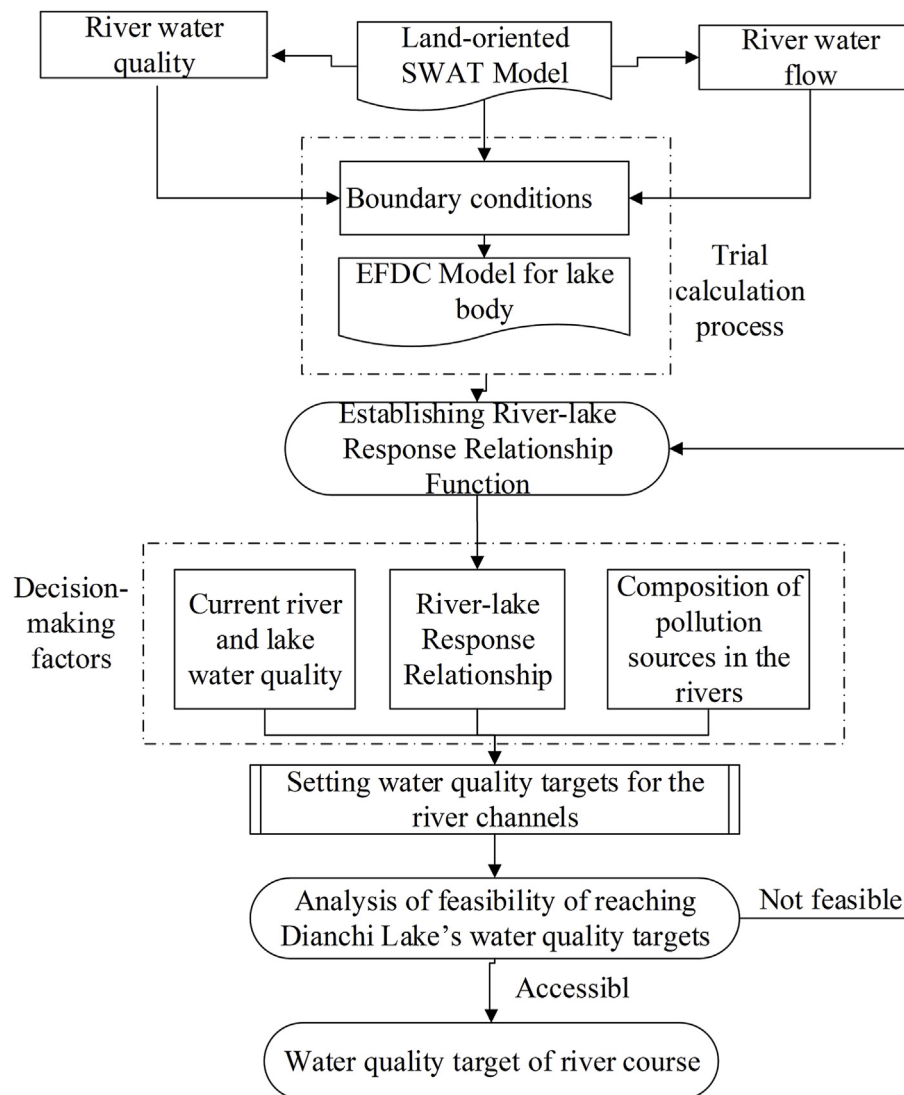 River water
quality
Land-oriented
SWAT Model
River water
flow
Boundary conditions
EFDC Model for lake
body
Trial
calculation
process
Establishing River-lake
Response Relationship
Function
Decision-
making
factors
Current river
and lake
water quality
River-lake
Response
Relationship
Composition of
pollution
sources in the
rivers
Setting water quality targets for the
river channels
Analysis of feasibility of reaching
Dianchi Lake’s water quality targets
Not feasible
Accessibl
Water quality target of river course